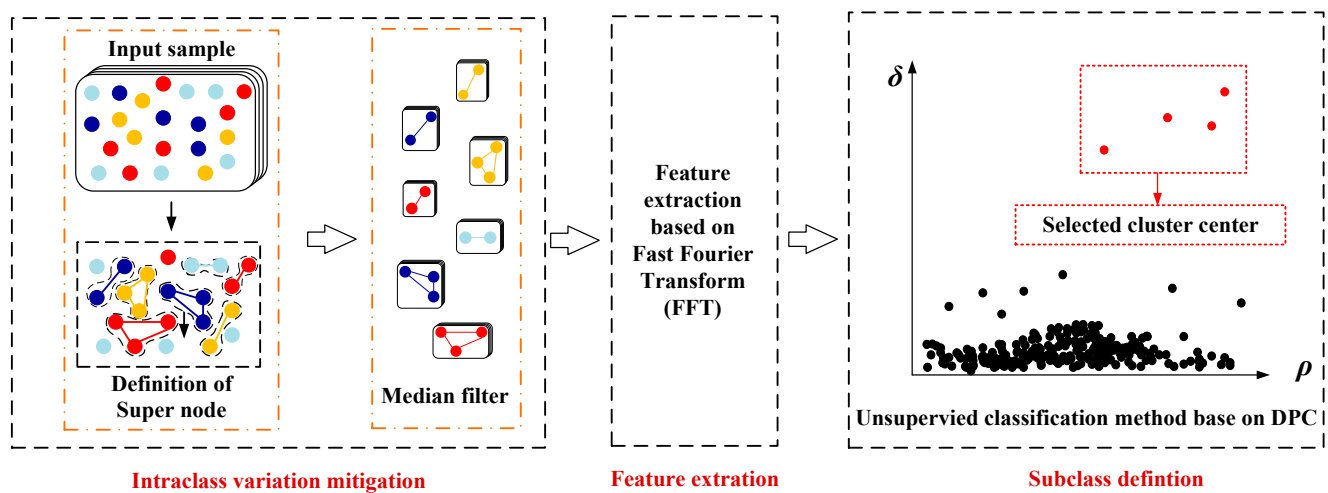 Input sample
Definition of
Super node
Median filter
Intraclass variation mitigation
Feature
extraction
based on
Fast Fourier
Transform
(FFT)
Feature extration
δ
Selected cluster center
ρ
Unsupervied classification method base on DPC
Subclass defintion